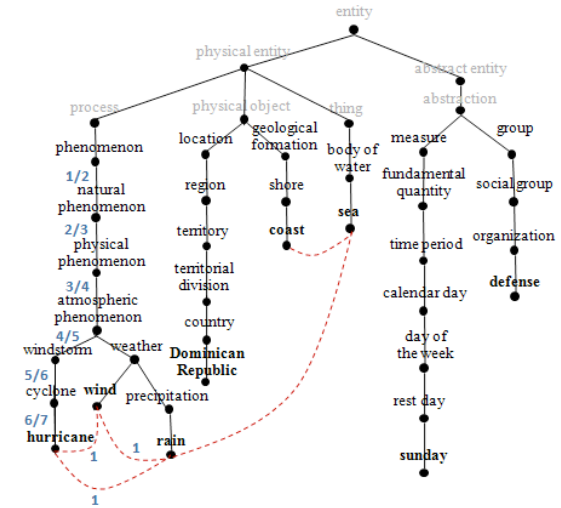 entity
physical entity
abstract entity
process
physical object
thing
abstraction
phenomenon
location
geological
formation
body of
water
measure
group
1/2
natural
phenomenon
region
shore
fundamental
quantity
social group
2/3
physical
phenomenon
territory
coast
sea
time period
organization
3/4
atmospheric
phenomenon
territorial
division
calendar day
defense
4/5
windstorm
weather
country
day of
the week
5/6
cyclone
wind
precipitation
Dominican
Republic
rest day
6/7
hurricane
rain
sunday
1
1
1